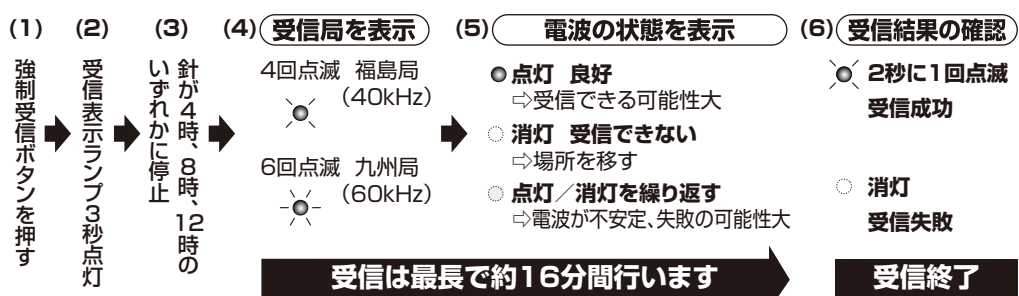 (1)
強制受信ボタンを押す
(2)
受信表示ランプ3秒点灯
(3)
針が4時、8時、12時の
いずれかに停止
(4) 受信局を表示
4回点滅 福島局
(40kHz)
6回点滅 九州局
(60kHz)
(5) 電波の状態を表示
点灯 良好
⇨受信できる可能性大
消灯 受信できない
⇨場所を移す
点灯／消灯を繰り返す
⇨電波が不安定、失敗の可能性大
受信は最長で約16分間行います
(6) 受信結果の確認
2秒に1回点滅
受信成功
消灯
受信失敗
受信終了